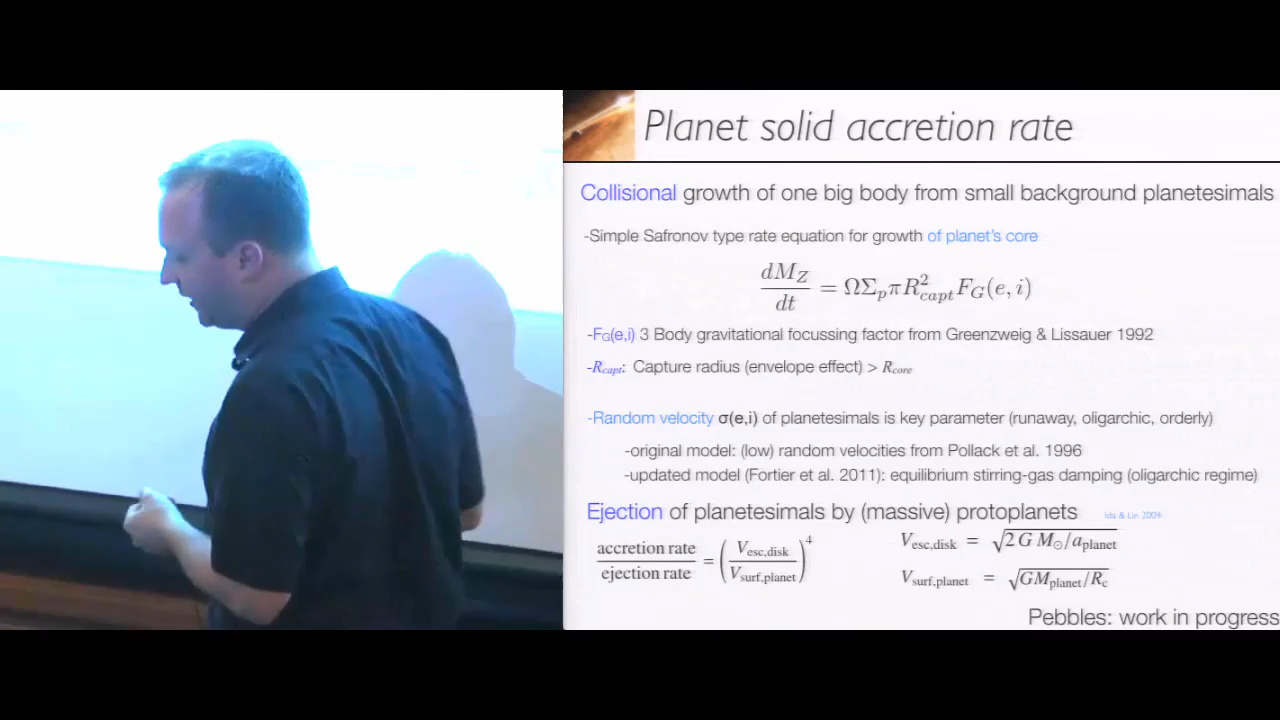 Planet solid accretion rate
Collisional growth of one big body from small background planetesimals
-Simple Safronov type rate equation for growth of planet's core
dM_Z/dt = ΩΣ_pπR²_captF_G(e, i)
-F_G(e,i) 3 Body gravitational focussing factor from Greenzweig & Lissauer 1992
-R_capt: Capture radius (envelope effect) > R_core
-Random velocity σ(e,i) of planetesimals is key parameter (runaway, oligarchic, orderly)
-original model: (low) random velocities from Pollack et al. 1996
-updated model (Fortier et al. 2011): equilibrium stirring-gas damping (oligarchic regime)
Ejection of planetesimals by (massive) protoplanets
Ida & Lin 2004
accretion rate/ejection rate = (V_esc,disk/V_surf,planet)^4
V_esc,disk = √(2 G M_⊙/a_planet)
V_surf,planet = √(GM_planet/R_c)
Pebbles: work in progress